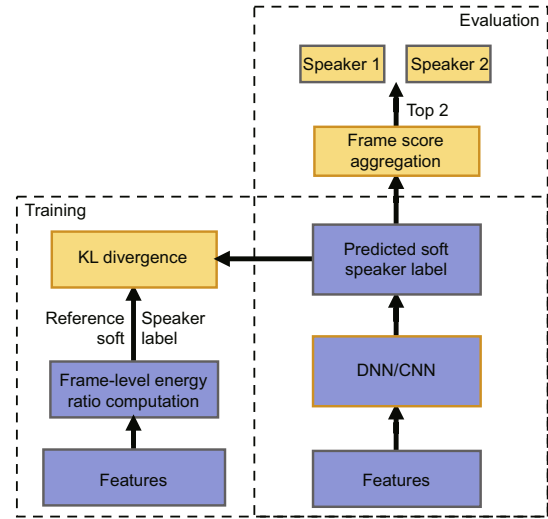 Evaluation
Speaker 1
Speaker 2
Top 2
Frame score
aggregation
Training
KL divergence
Predicted soft
speaker label
Reference Speaker
soft label
Frame-level energy
ratio computation
DNN/CNN
Features
Features